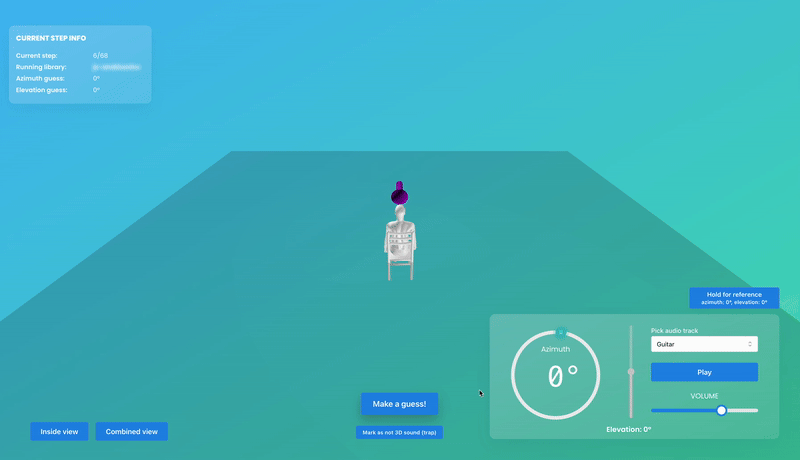 CURRENT STEP INFO
Current step: 6/68
Running library:
Azimuth guess: 0°
Elevation guess: 0°
Hold for reference
azimuth: 0°, elevation: 0°
Azimuth
0°
Pick audio track
Guitar
Play
VOLUME
Elevation: 0°
Make a guess!
Mark as not 3D sound (trap)
Inside view
Combined view